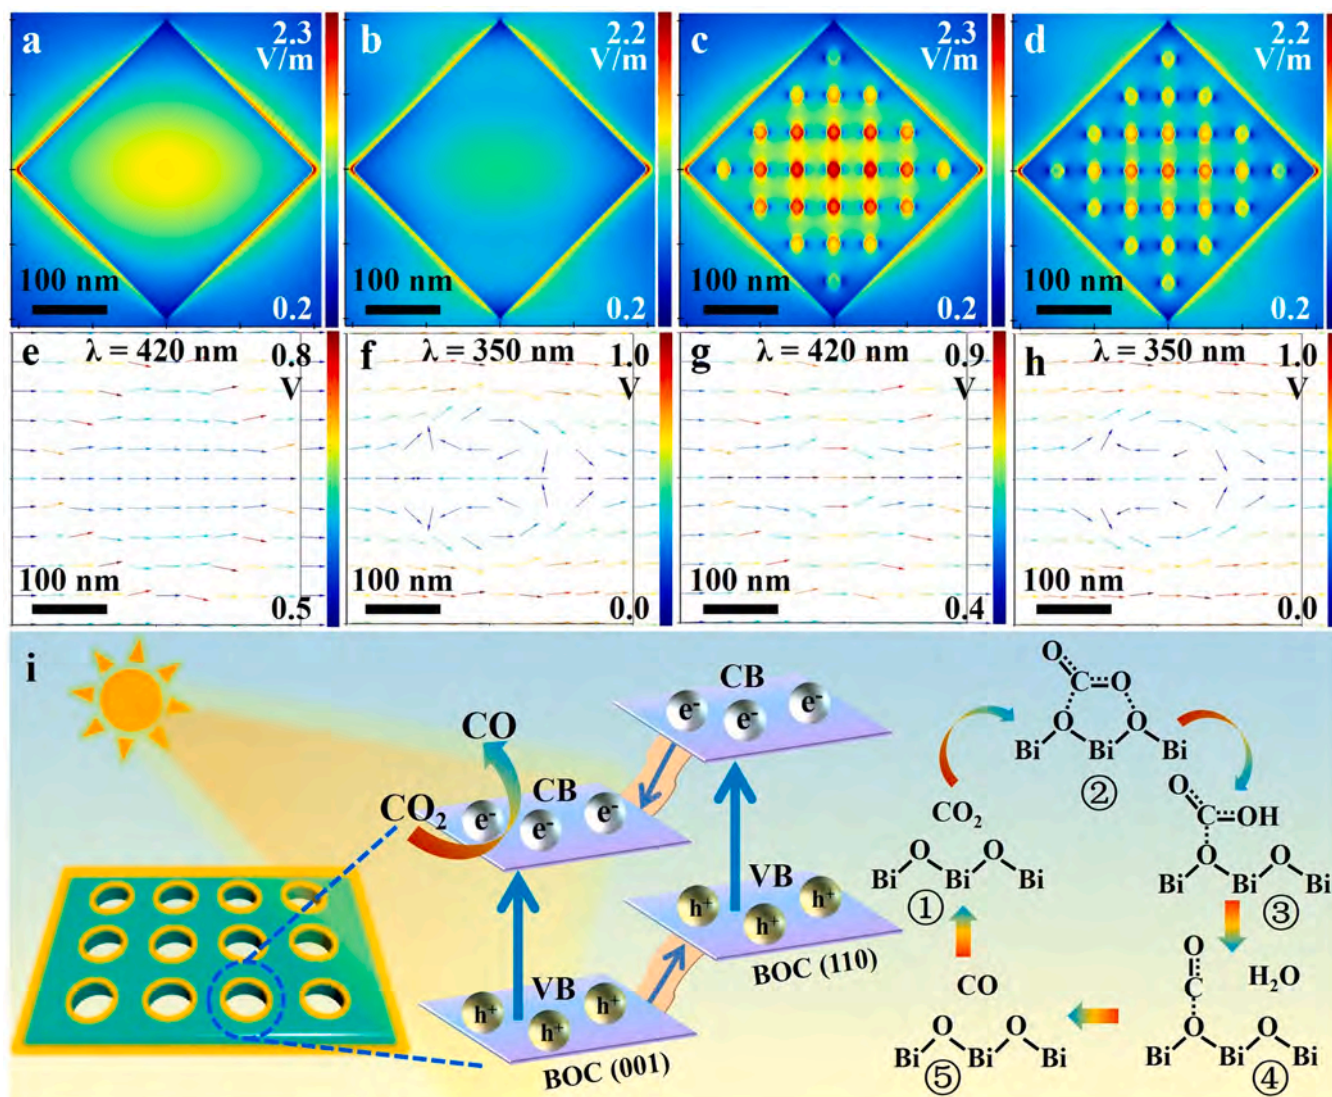 a
2.3
V/m
100 nm
0.2
b
2.2
V/m
100 nm
0.2
c
2.3
V/m
100 nm
0.2
d
2.2
V/m
100 nm
0.2
e
λ = 420 nm
0.8
V
100 nm
0.5
f
λ = 350 nm
1.0
V
100 nm
0.0
g
λ = 420 nm
0.9
V
100 nm
0.4
h
λ = 350 nm
1.0
V
100 nm
0.0
i
CO
CO₂
CB
e⁻ e⁻ e⁻
VB
h⁺ h⁺ h⁺
BOC (001)
CB
e⁻ e⁻ e⁻
VB
h⁺ h⁺ h⁺
BOC (110)
CO₂
O O
Bi Bi Bi
①
O
C O
O O
Bi Bi Bi
②
O
C OH
O O
Bi Bi Bi
③
O
C
H₂O
O O
Bi Bi Bi
④
CO
O O
Bi Bi Bi
⑤